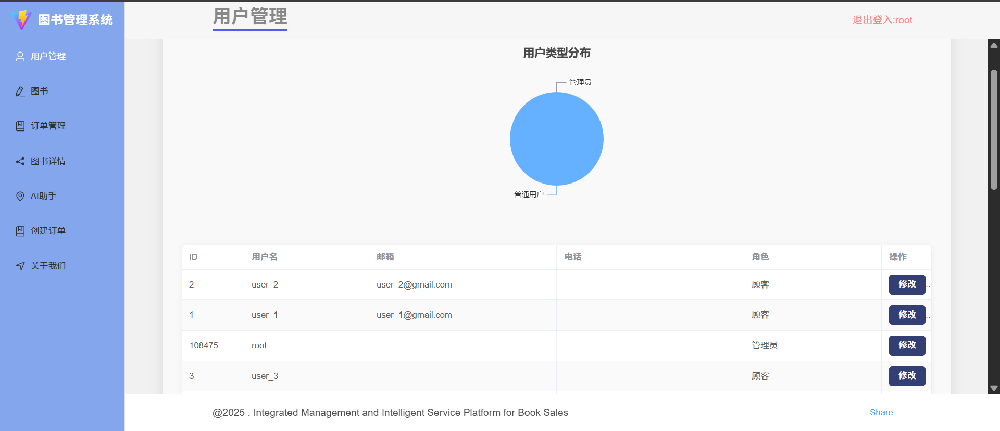 图书管理系统
用户管理
图书
订单管理
图书详情
AI助手
创建订单
关于我们
用户管理
退出登入:root
用户类型分布
管理员
普通用户
ID 用户名 邮箱 电话 角色 操作
2 user_2 user_2@gmail.com 顾客 修改 ..
1 user_1 user_1@gmail.com 顾客 修改 ..
108475 root 管理员 修改 ..
3 user_3 顾客 修改 ..
@2025 . Integrated Management and Intelligent Service Platform for Book Sales
Share